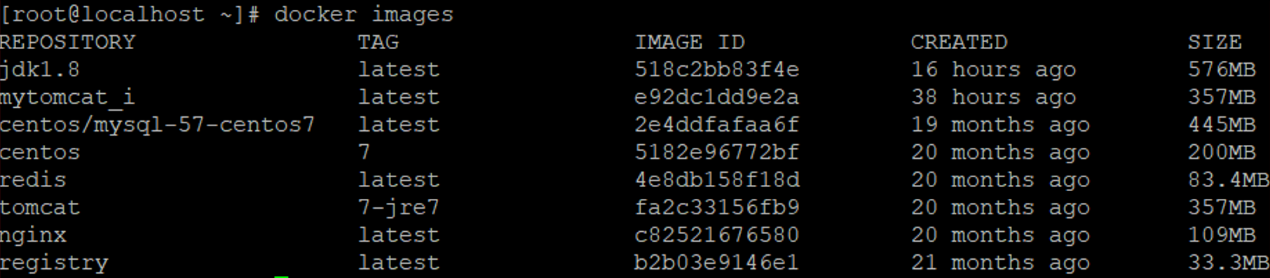 [root@localhost ~]# docker images
REPOSITORY TAG IMAGE ID CREATED SIZE
jdk1.8 latest 518c2bb83f4e 16 hours ago 576MB
mytomcat_i latest e92dc1dd9e2a 38 hours ago 357MB
centos/mysql-57-centos7 latest 2e4ddfafaa6f 19 months ago 445MB
centos 7 5182e96772bf 20 months ago 200MB
redis latest 4e8db158f18d 20 months ago 83.4MB
tomcat 7-jre7 fa2c33156fb9 20 months ago 357MB
nginx latest c82521676580 20 months ago 109MB
registry latest b2b03e9146e1 21 months ago 33.3MB